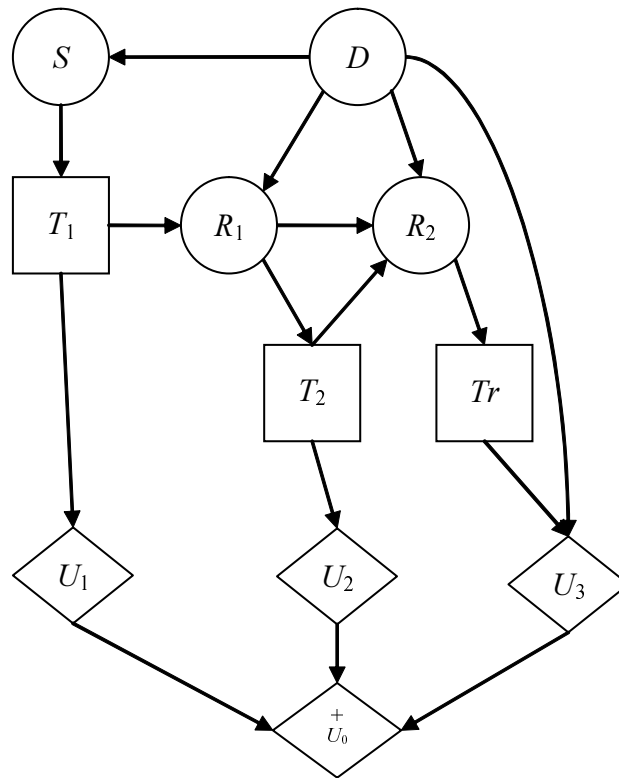 S D
T₁ R₁ R₂
T₂ Tr
U₁ U₂ U₃
+
U₀